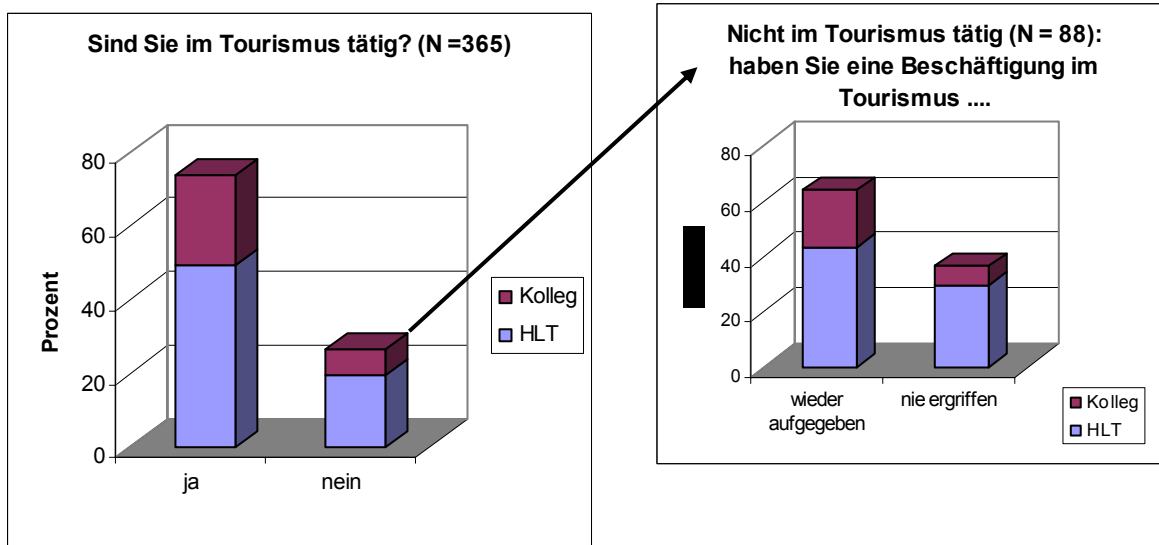 Sind Sie im Tourismus tätig? (N =365)
80
60
40
20
0
Prozent
ja
nein
Kolleg
HLT
Nicht im Tourismus tätig (N = 88):
haben Sie eine Beschäftigung im
Tourismus ....
80
60
40
20
0
wieder
aufgegeben
nie ergriffen
Kolleg
HLT